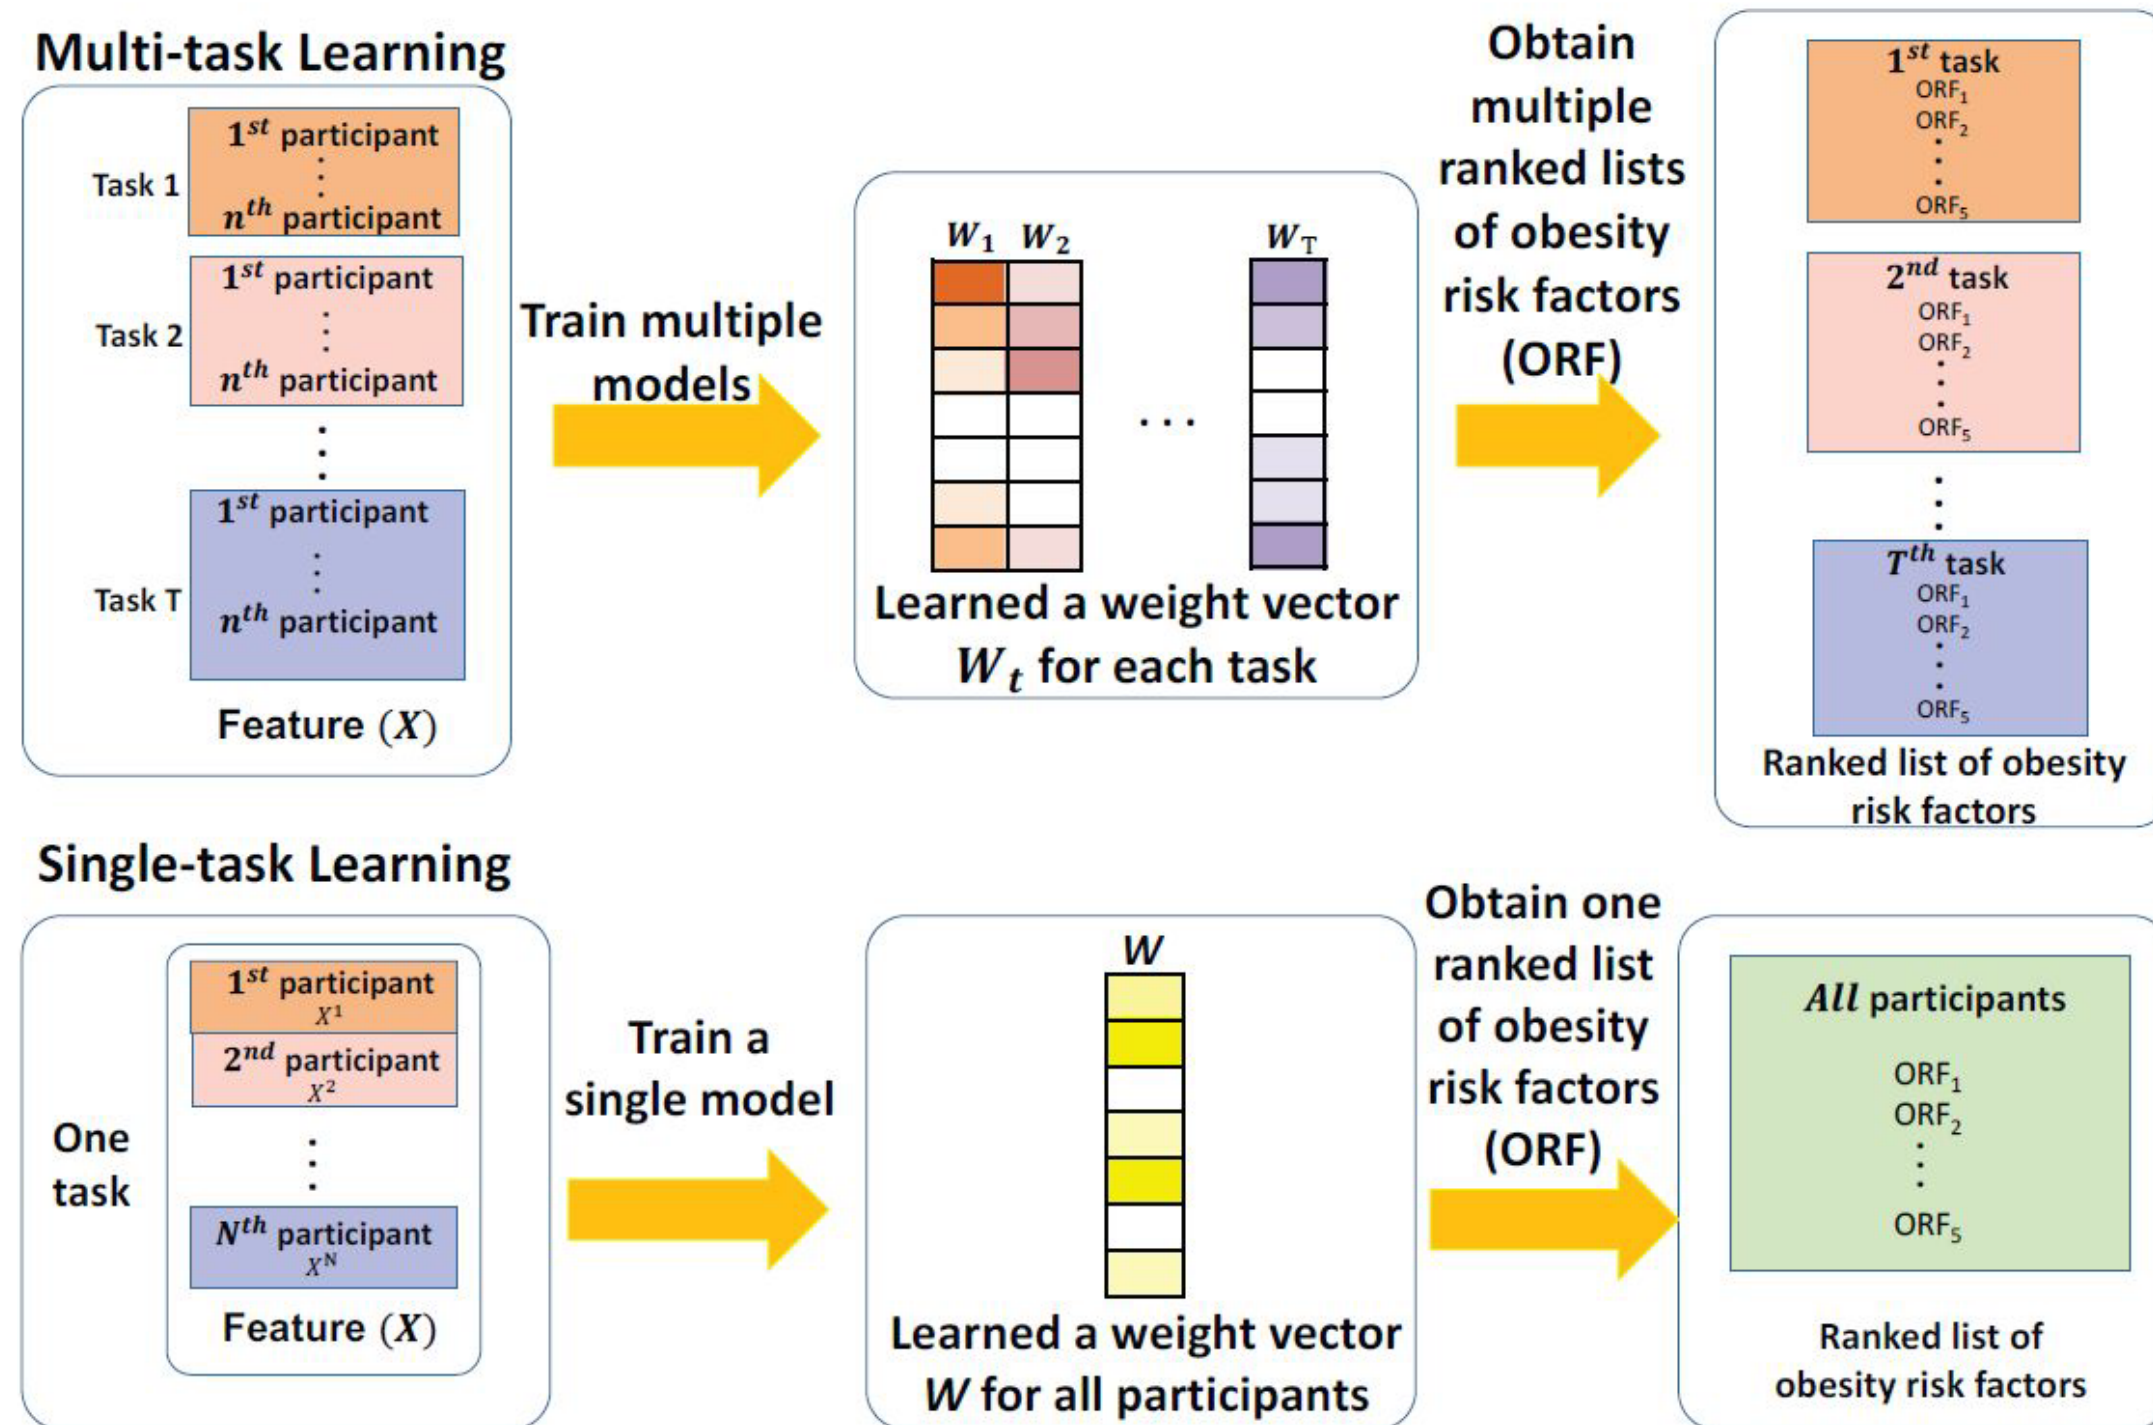 Multi-task Learning
Task 1
1st participant
nth participant
Task 2
1st participant
nth participant
Task T
1st participant
nth participant
Feature (X)
Train multiple
models
W1 W2 ... WT
Learned a weight vector
Wt for each task
Obtain
multiple
ranked lists
of obesity
risk factors
(ORF)
1st task
ORF1
ORF2
ORF5
2nd task
ORF1
ORF2
ORF5
Tth task
ORF1
ORF2
ORF5
Ranked list of obesity
risk factors
Single-task Learning
One
task
1st participant
X1
2nd participant
X2
Nth participant
XN
Feature (X)
Train a
single model
W
Learned a weight vector
W for all participants
Obtain one
ranked list
of obesity
risk factors
(ORF)
All participants
ORF1
ORF2
ORF5
Ranked list of
obesity risk factors